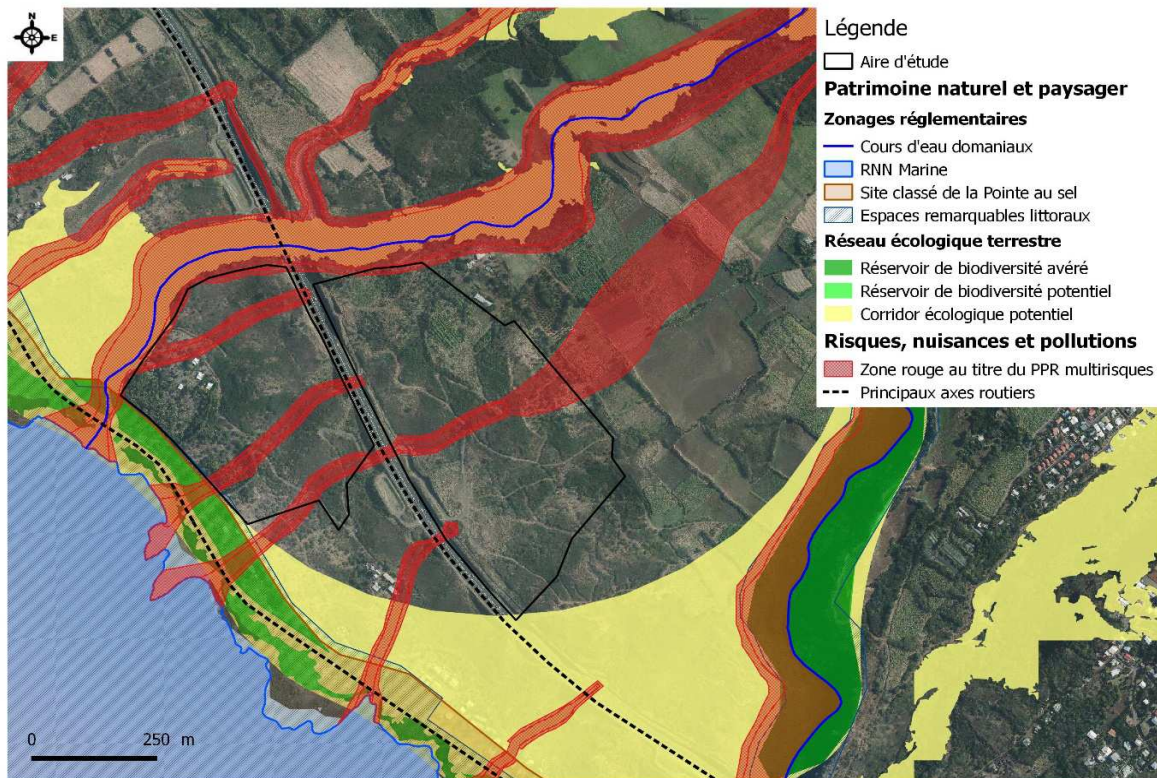 N
E
Légende
Aire d'étude
Patrimoine naturel et paysager
Zonages réglementaires
Cours d'eau domaniaux
RNN Marine
Site classé de la Pointe au sel
Espaces remarquables littoraux
Réseau écologique terrestre
Réservoir de biodiversité avéré
Réservoir de biodiversité potentiel
Corridor écologique potentiel
Risques, nuisances et pollutions
Zone rouge au titre du PPR multirisques
Principaux axes routiers
0 250 m